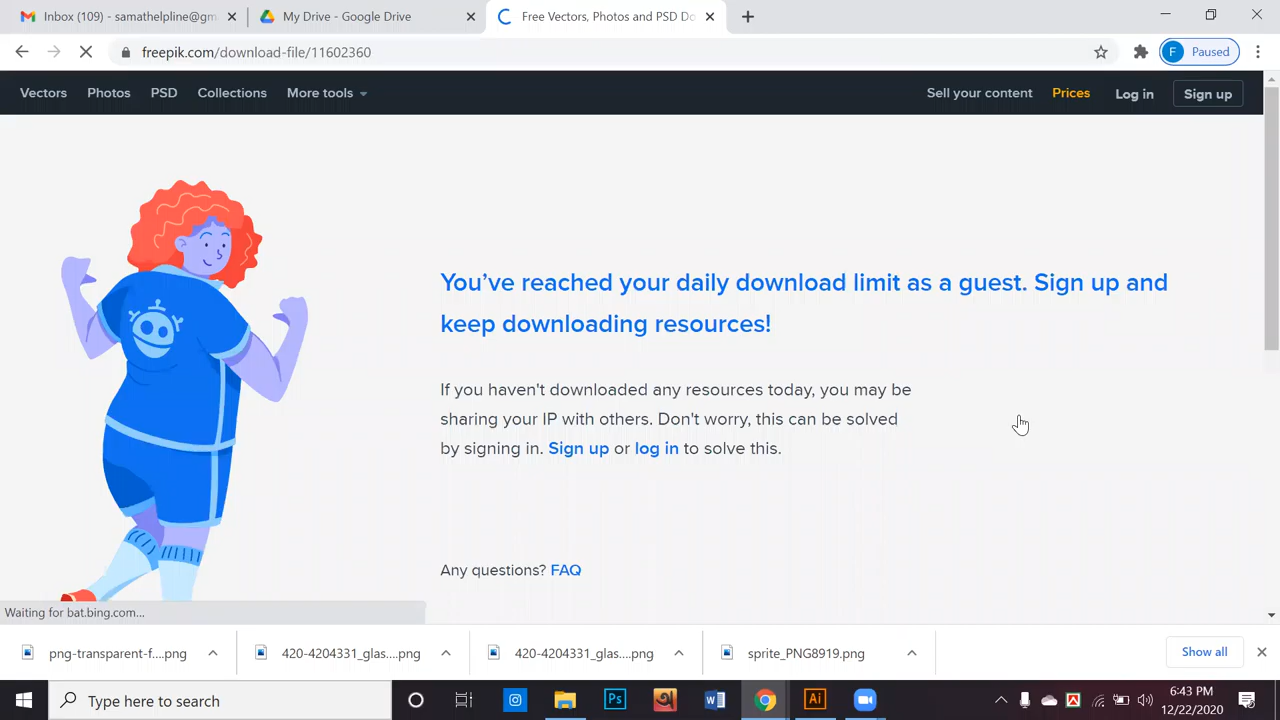 Inbox (109) - samathelpline@gm
My Drive - Google Drive
Free Vectors, Photos and PSD Do
freepik.com/download-file/11602360
F Paused
Vectors Photos PSD Collections More tools
Sell your content Prices Log in Sign up
You’ve reached your daily download limit as a guest. Sign up and
keep downloading resources!
If you haven't downloaded any resources today, you may be
sharing your IP with others. Don't worry, this can be solved
by signing in. Sign up or log in to solve this.
Any questions? FAQ
Waiting for bat.bing.com...
png-transparent-f....png
420-4204331_glas....png
420-4204331_glas....png
sprite_PNG8919.png
Show all
Type here to search
Ps
Ai
6:43 PM
12/22/2020